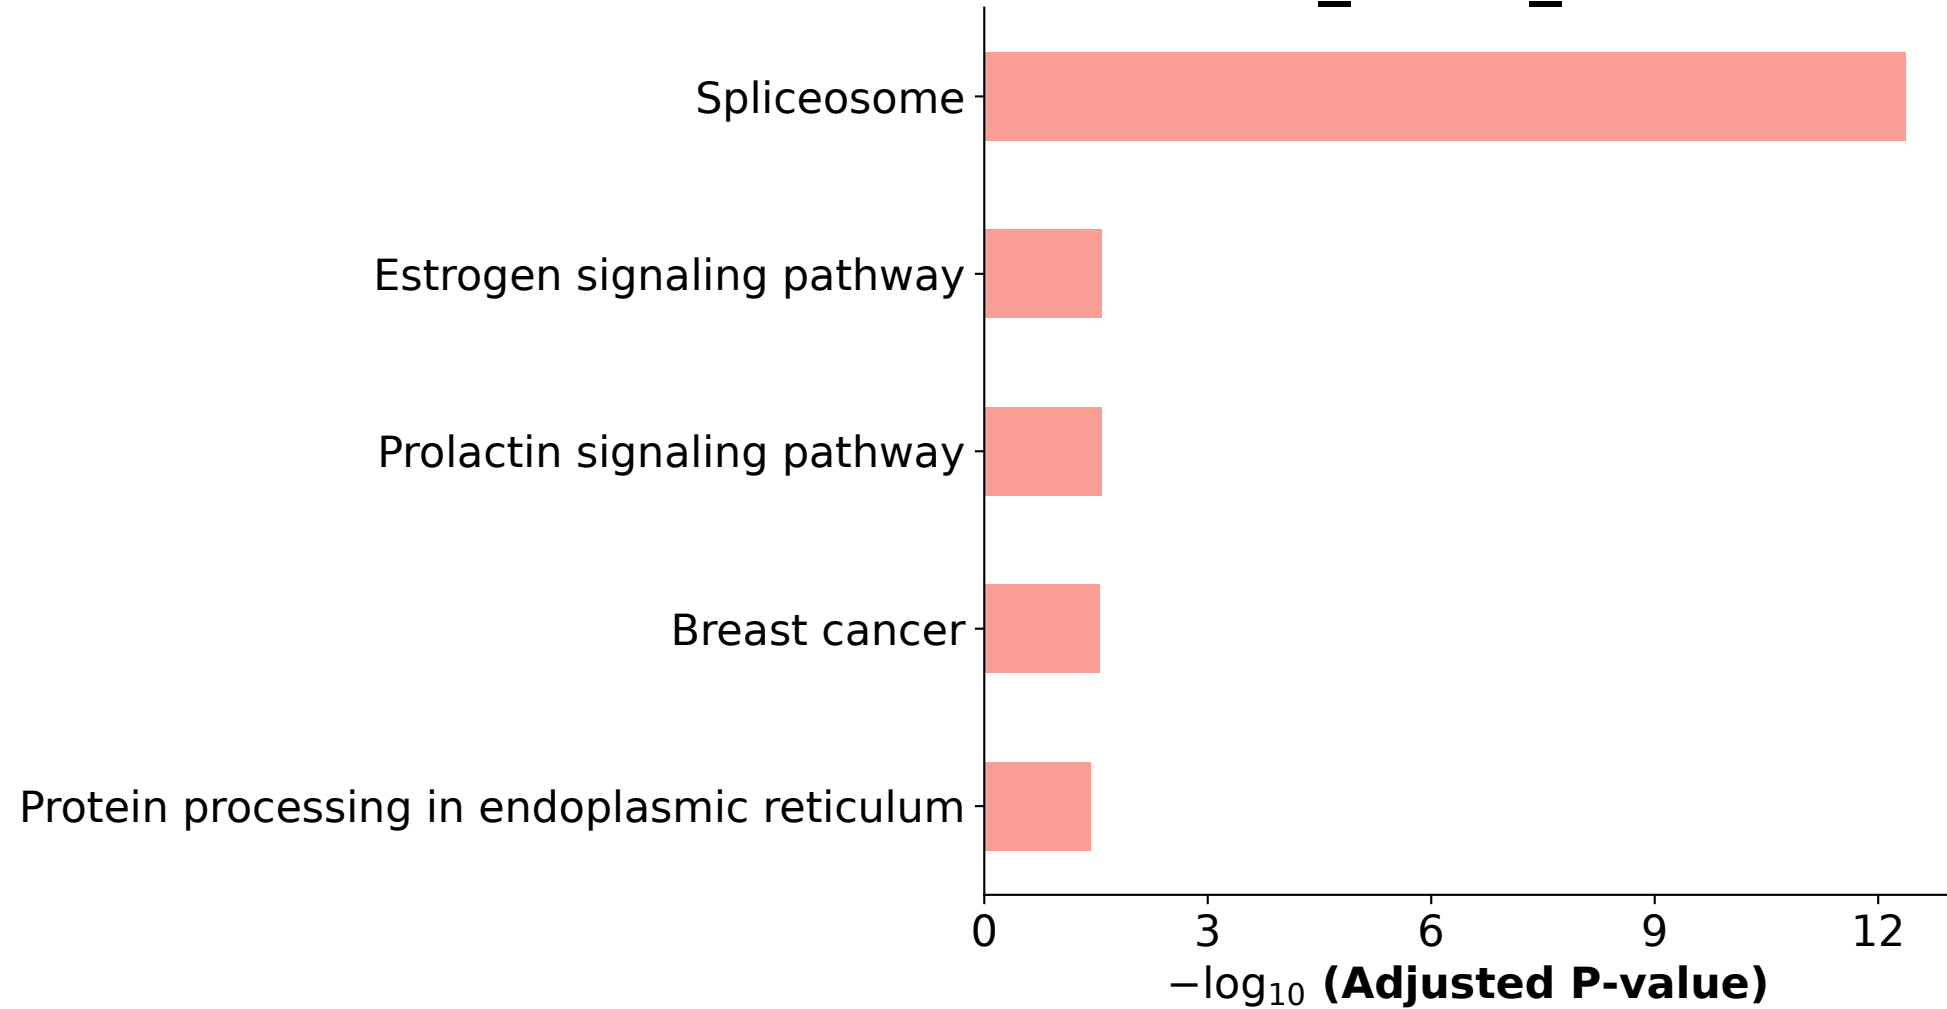 Spliceosome
Estrogen signaling pathway
Prolactin signaling pathway
Breast cancer
Protein processing in endoplasmic reticulum
0 3 6 9 12
−log₁₀ (Adjusted P-value)